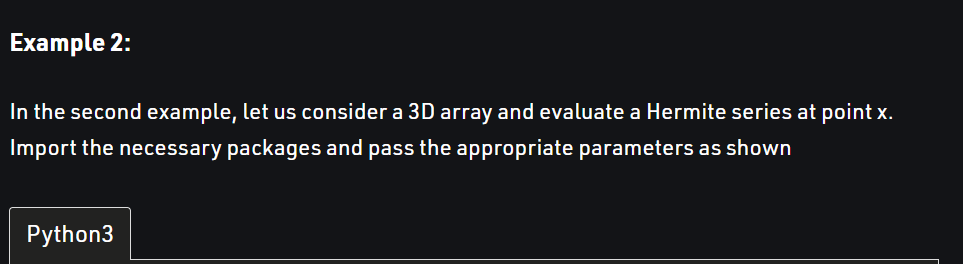 Example 2:
In the second example, let us consider a 3D array and evaluate a Hermite series at point x.
Import the necessary packages and pass the appropriate parameters as shown
Python3